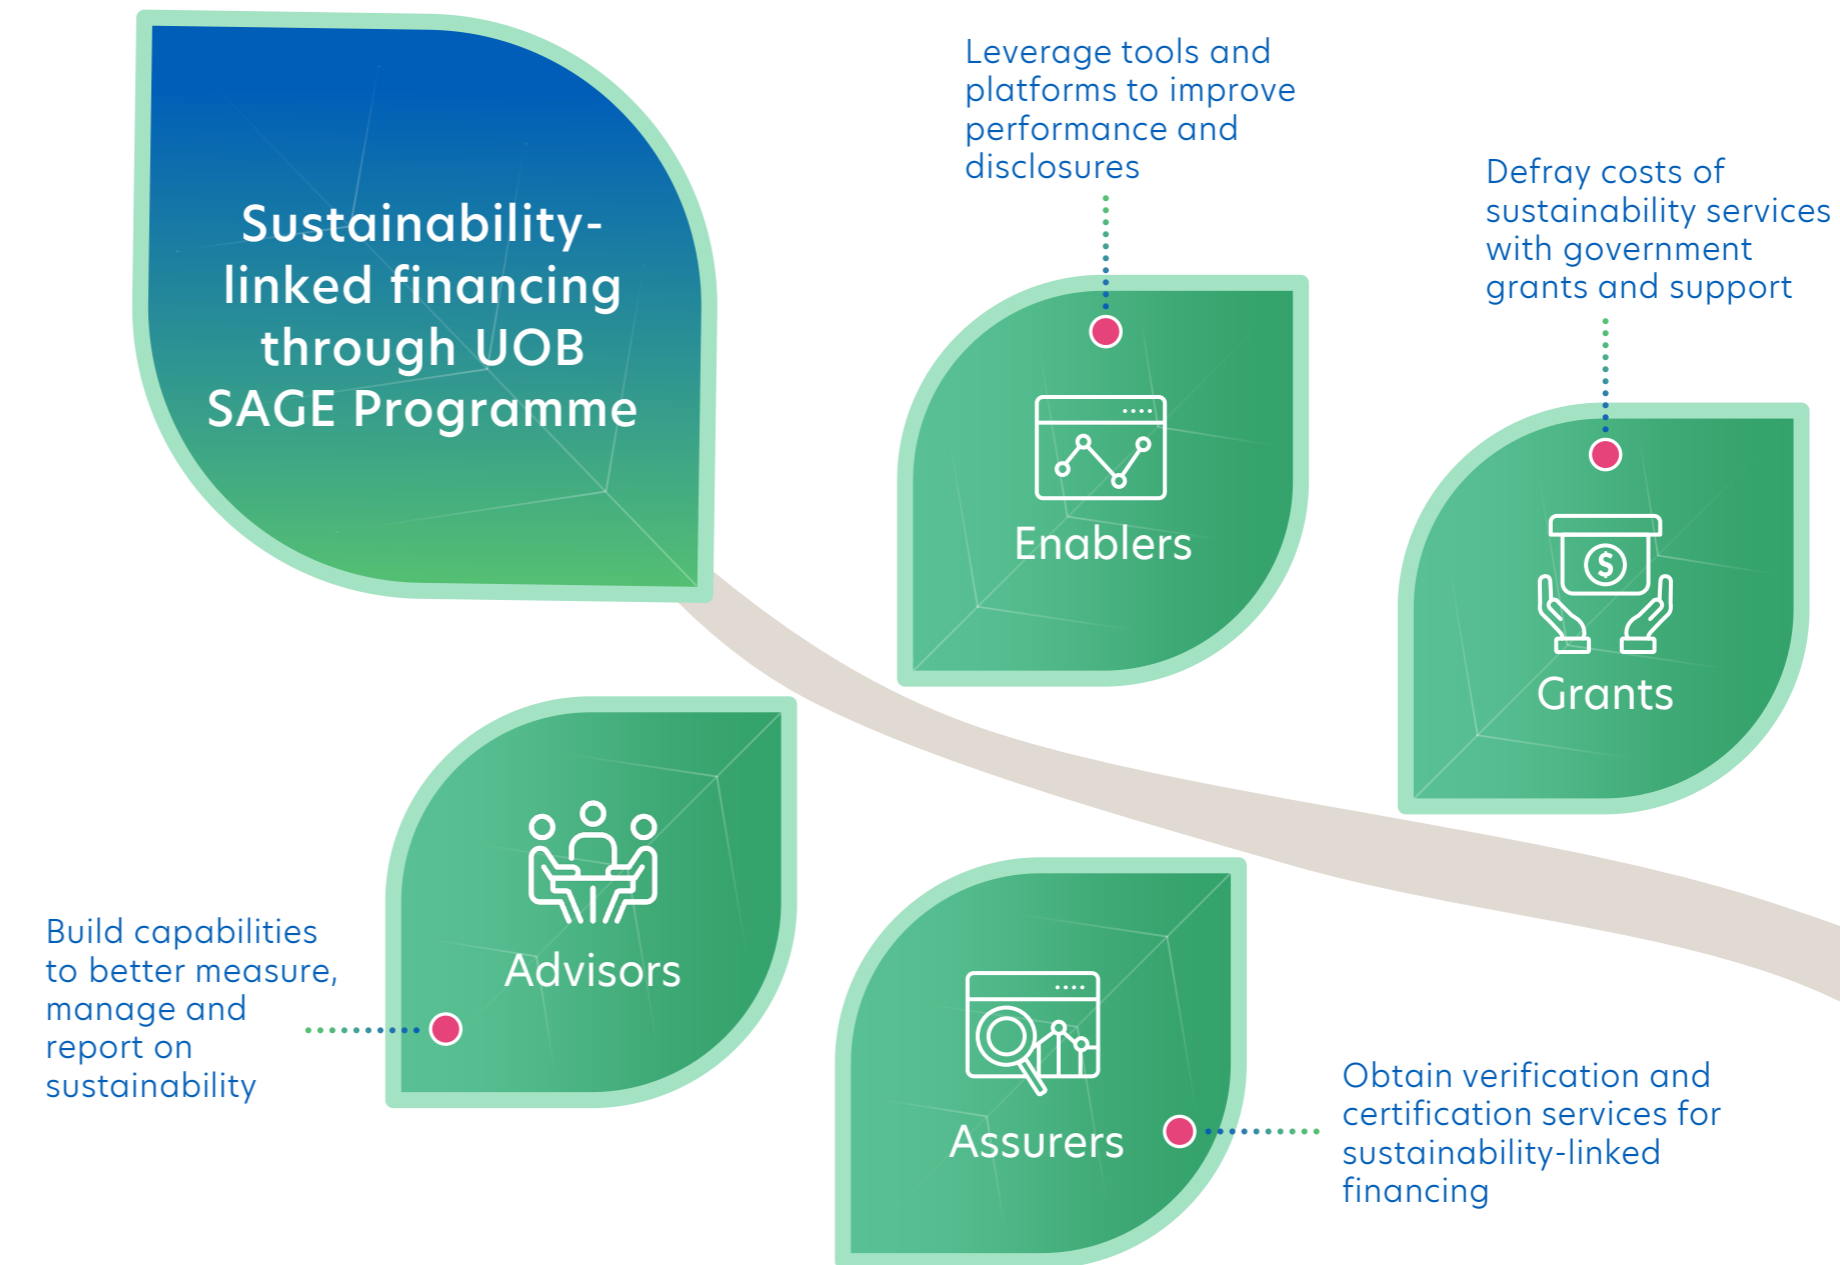 Sustainability-
linked financing
through UOB
SAGE Programme
Leverage tools and
platforms to improve
performance and
disclosures
Enablers
Defray costs of
sustainability services
with government
grants and support
$
Grants
Build capabilities
to better measure,
manage and
report on
sustainability
Advisors
Assurers
Obtain verification and
certification services for
sustainability-linked
financing